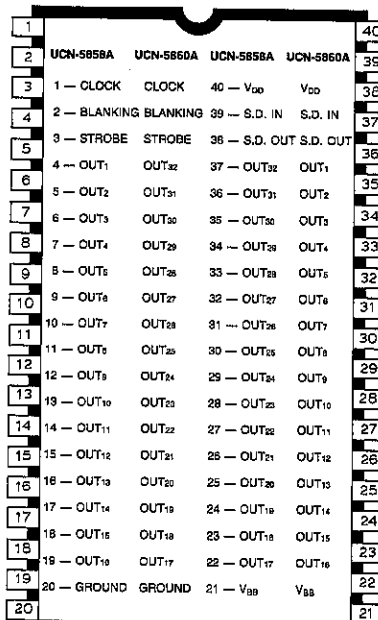 1 40
2 UCN-5858A UCN-5860A UCN-5858A UCN-5860A 39
3 1 — CLOCK CLOCK 40 — VDD VDD 38
4 2 — BLANKING BLANKING 39 — S.D. IN S.D. IN 37
5 3 — STROBE STROBE 38 — S.D. OUT S.D. OUT 36
4 — OUT1 OUT32 37 — OUT32 OUT1
6 5 — OUT2 OUT31 36 — OUT31 OUT2 35
7 6 — OUT3 OUT30 35 — OUT30 OUT3 34
8 7 — OUT4 OUT29 34 — OUT29 OUT4 33
9 8 — OUT5 OUT28 33 — OUT28 OUT5 32
10 9 — OUT6 OUT27 32 — OUT27 OUT6 31
11 10 — OUT7 OUT26 31 — OUT26 OUT7 30
12 11 — OUT8 OUT25 30 — OUT25 OUT8 29
12 — OUT9 OUT24 29 — OUT24 OUT9
13 13 — OUT10 OUT23 28 — OUT23 OUT10 28
14 14 — OUT11 OUT22 27 — OUT22 OUT11 27
15 15 — OUT12 OUT21 26 — OUT21 OUT12 26
16 16 — OUT13 OUT20 25 — OUT20 OUT13 25
17 17 — OUT14 OUT19 24 — OUT19 OUT14 24
18 18 — OUT15 OUT18 23 — OUT18 OUT15 23
19 19 — OUT16 OUT17 22 — OUT17 OUT16 22
20 20 — GROUND GROUND 21 — VBB VBB 21